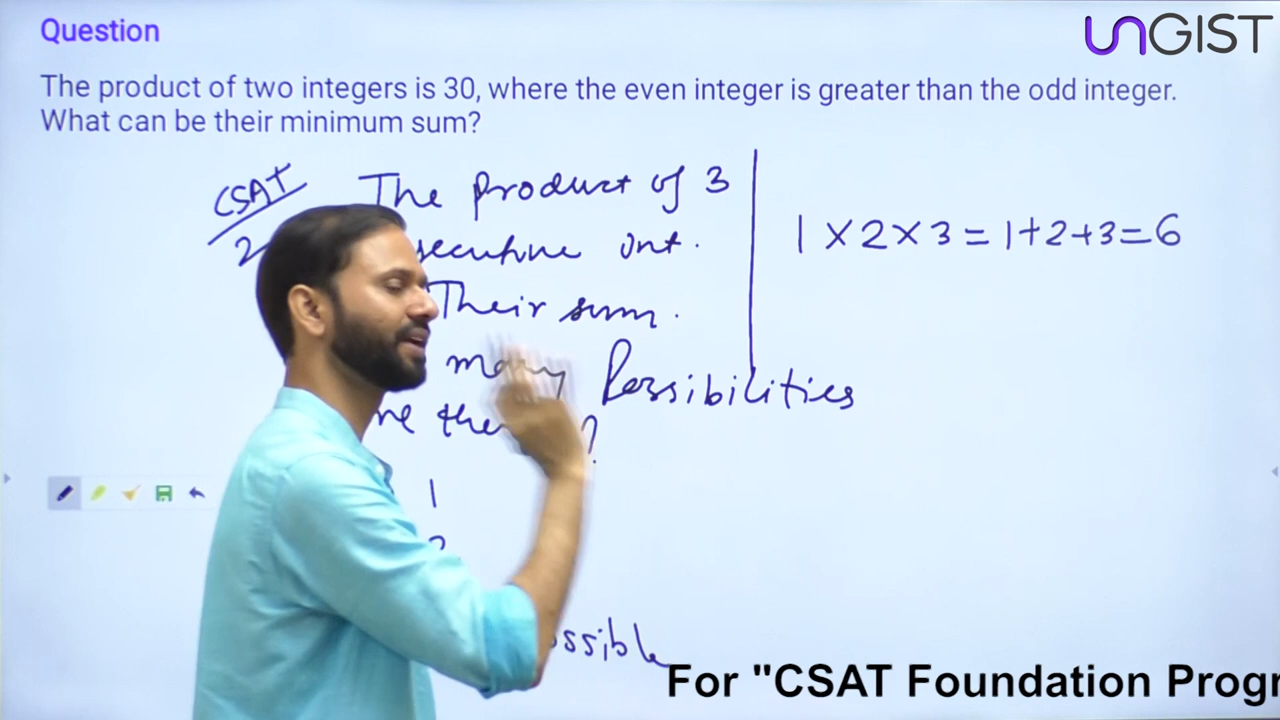 Question
UNGIST
The product of two integers is 30, where the even integer is greater than the odd integer.
What can be their minimum sum?
CSAT
The Product of 3
1 × 2 × 3 = 1+2+3=6
int.
Their sum.
many Possibilities
?
1
For "CSAT Foundation Progr